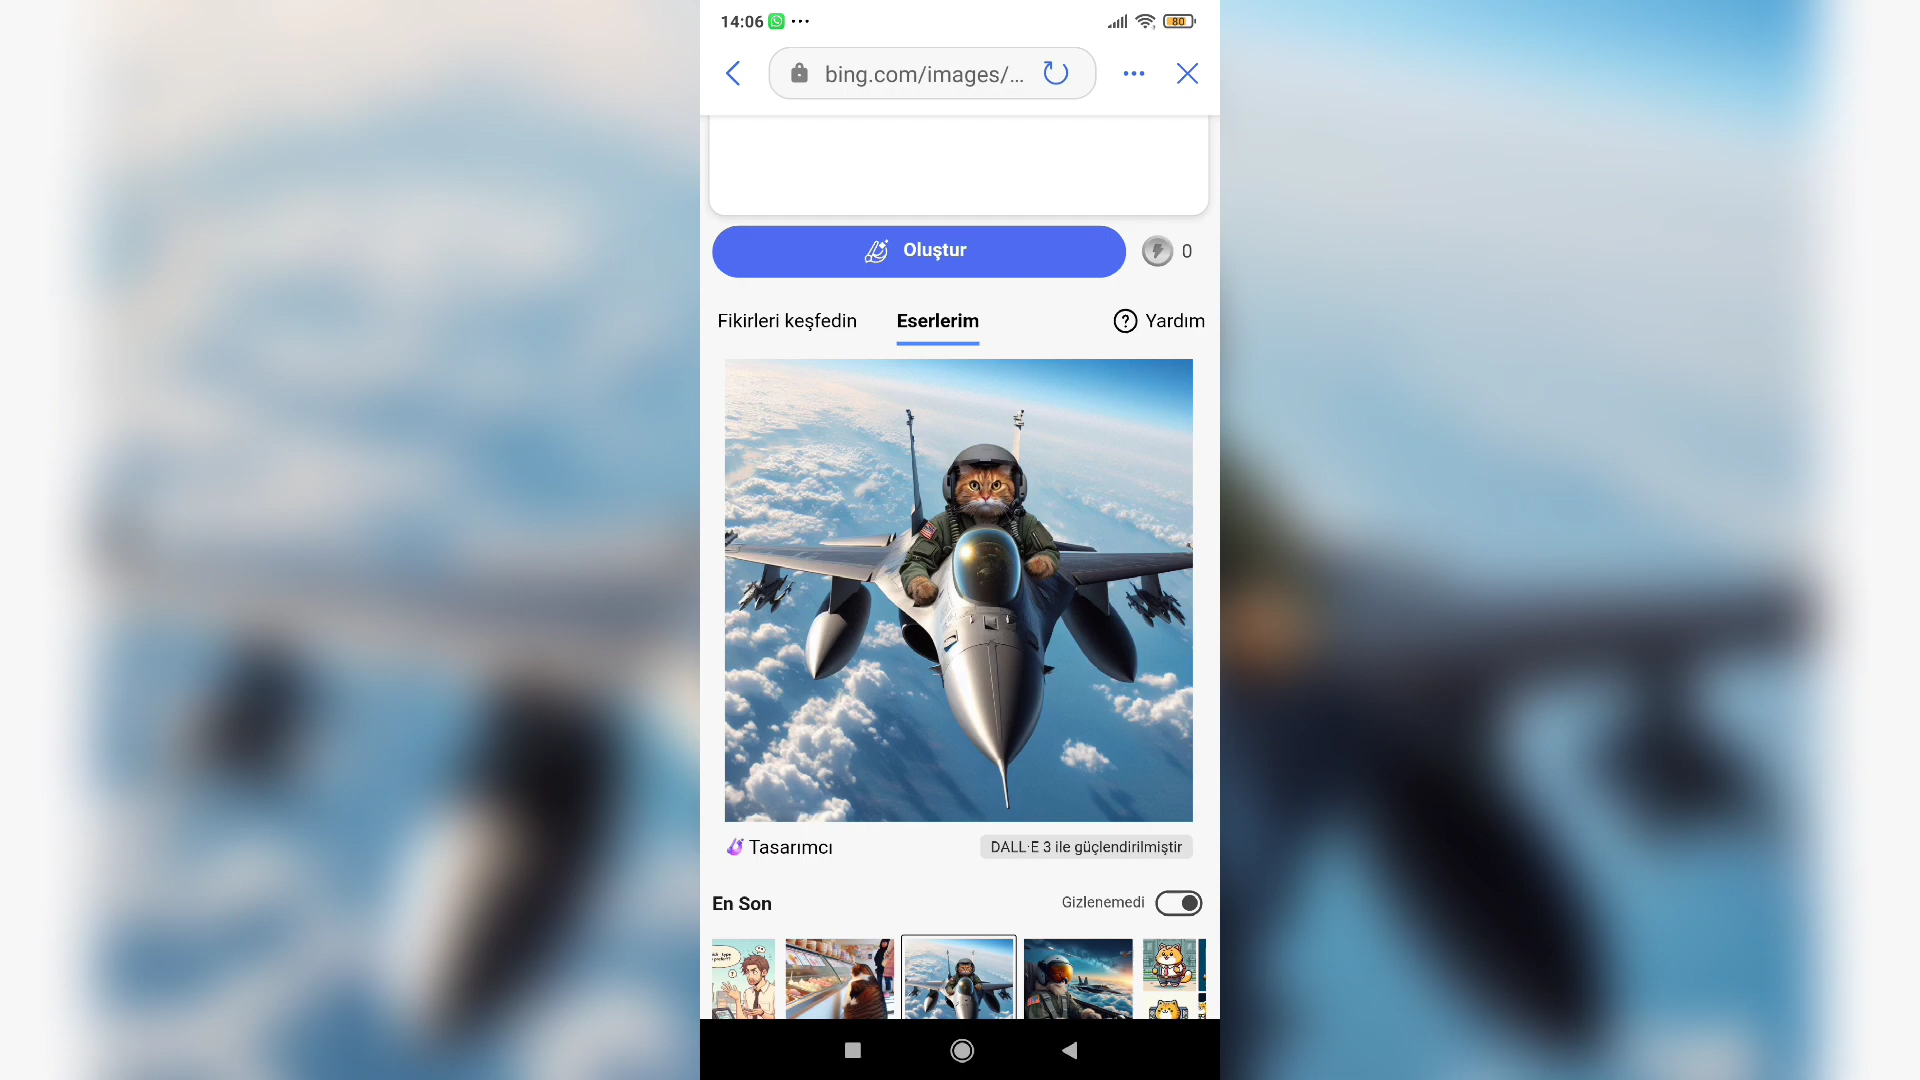 14:06
80
bing.com/images/...
Oluştur
0
Fikirleri keşfedin
Eserlerim
? Yardım
Tasarımcı
DALL·E 3 ile güçlendirilmiştir
En Son
Gizlenemedi